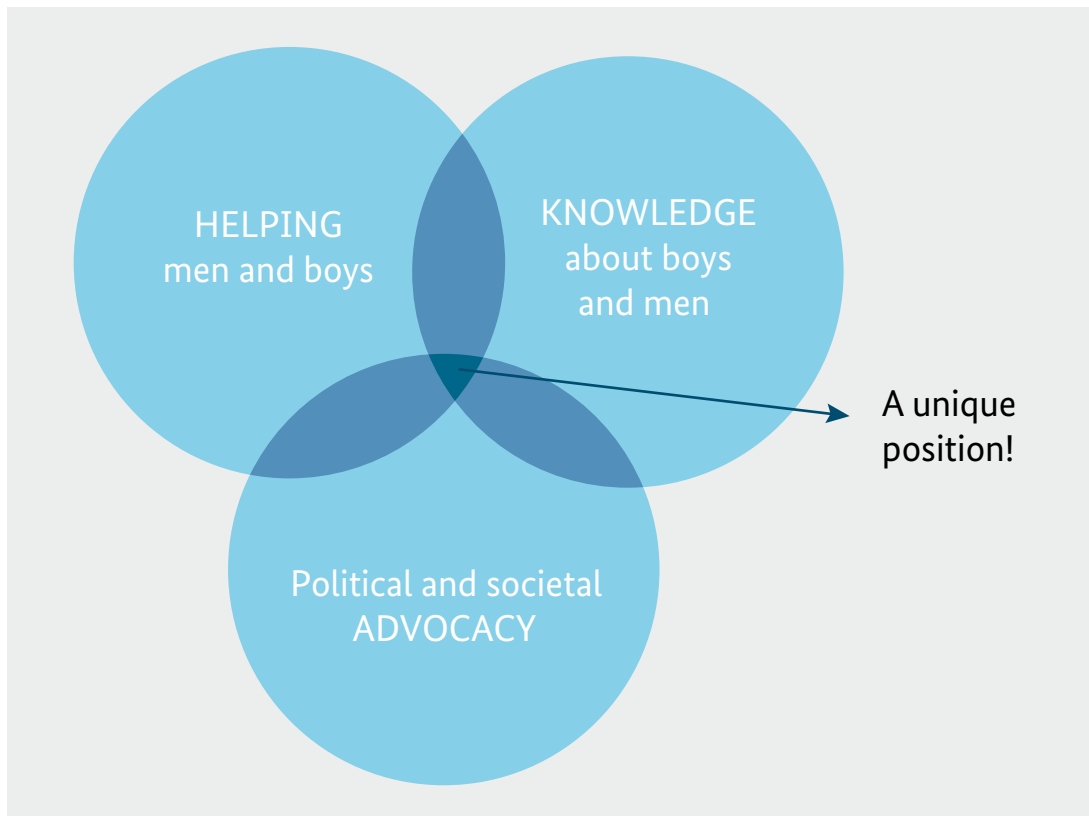 HELPING
men and boys
KNOWLEDGE
about boys
and men
A unique
position!
Political and societal
ADVOCACY